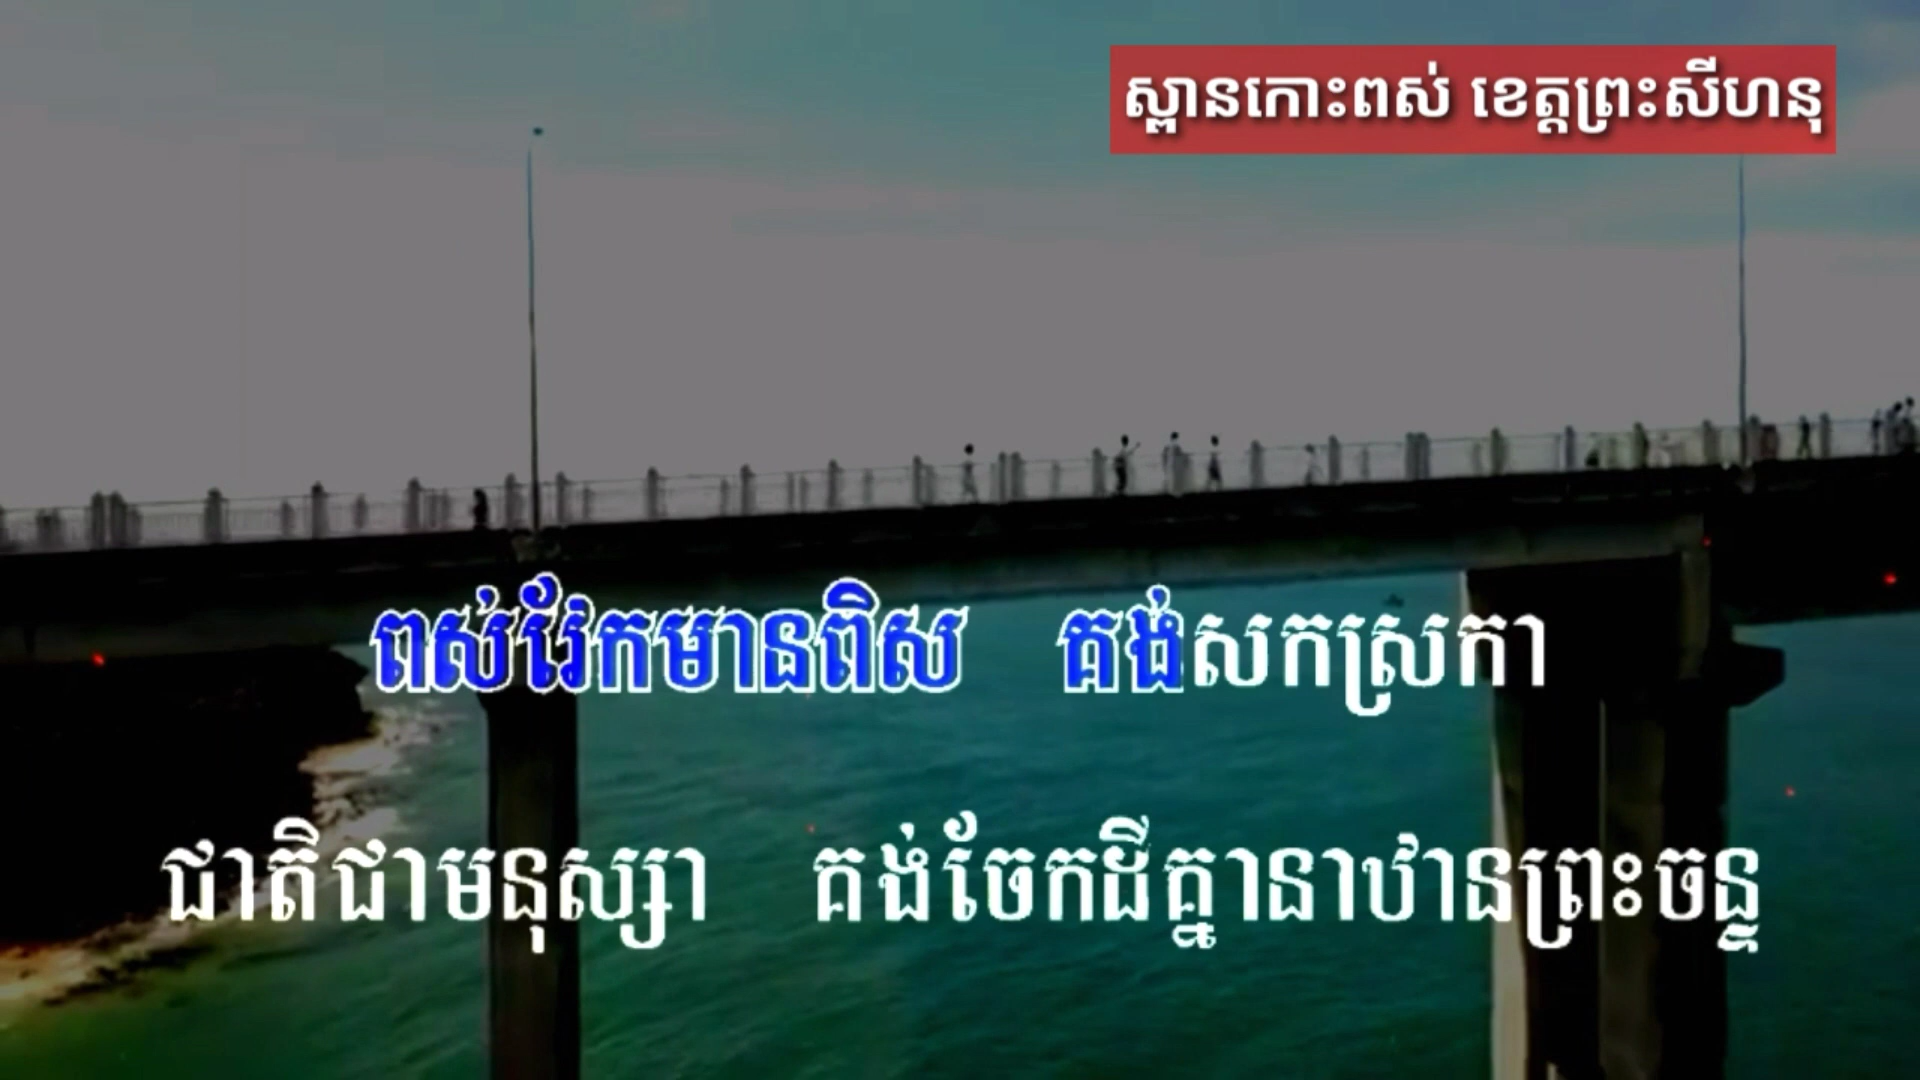 ស្ពានកោះពស់ ខេត្តព្រះសីហនុ
ពស់វែកមានពិស គង់សកស្រកា
ជាតិជាមនុស្សា គង់ចែកដីគ្នានាឋានព្រះចន្ទ